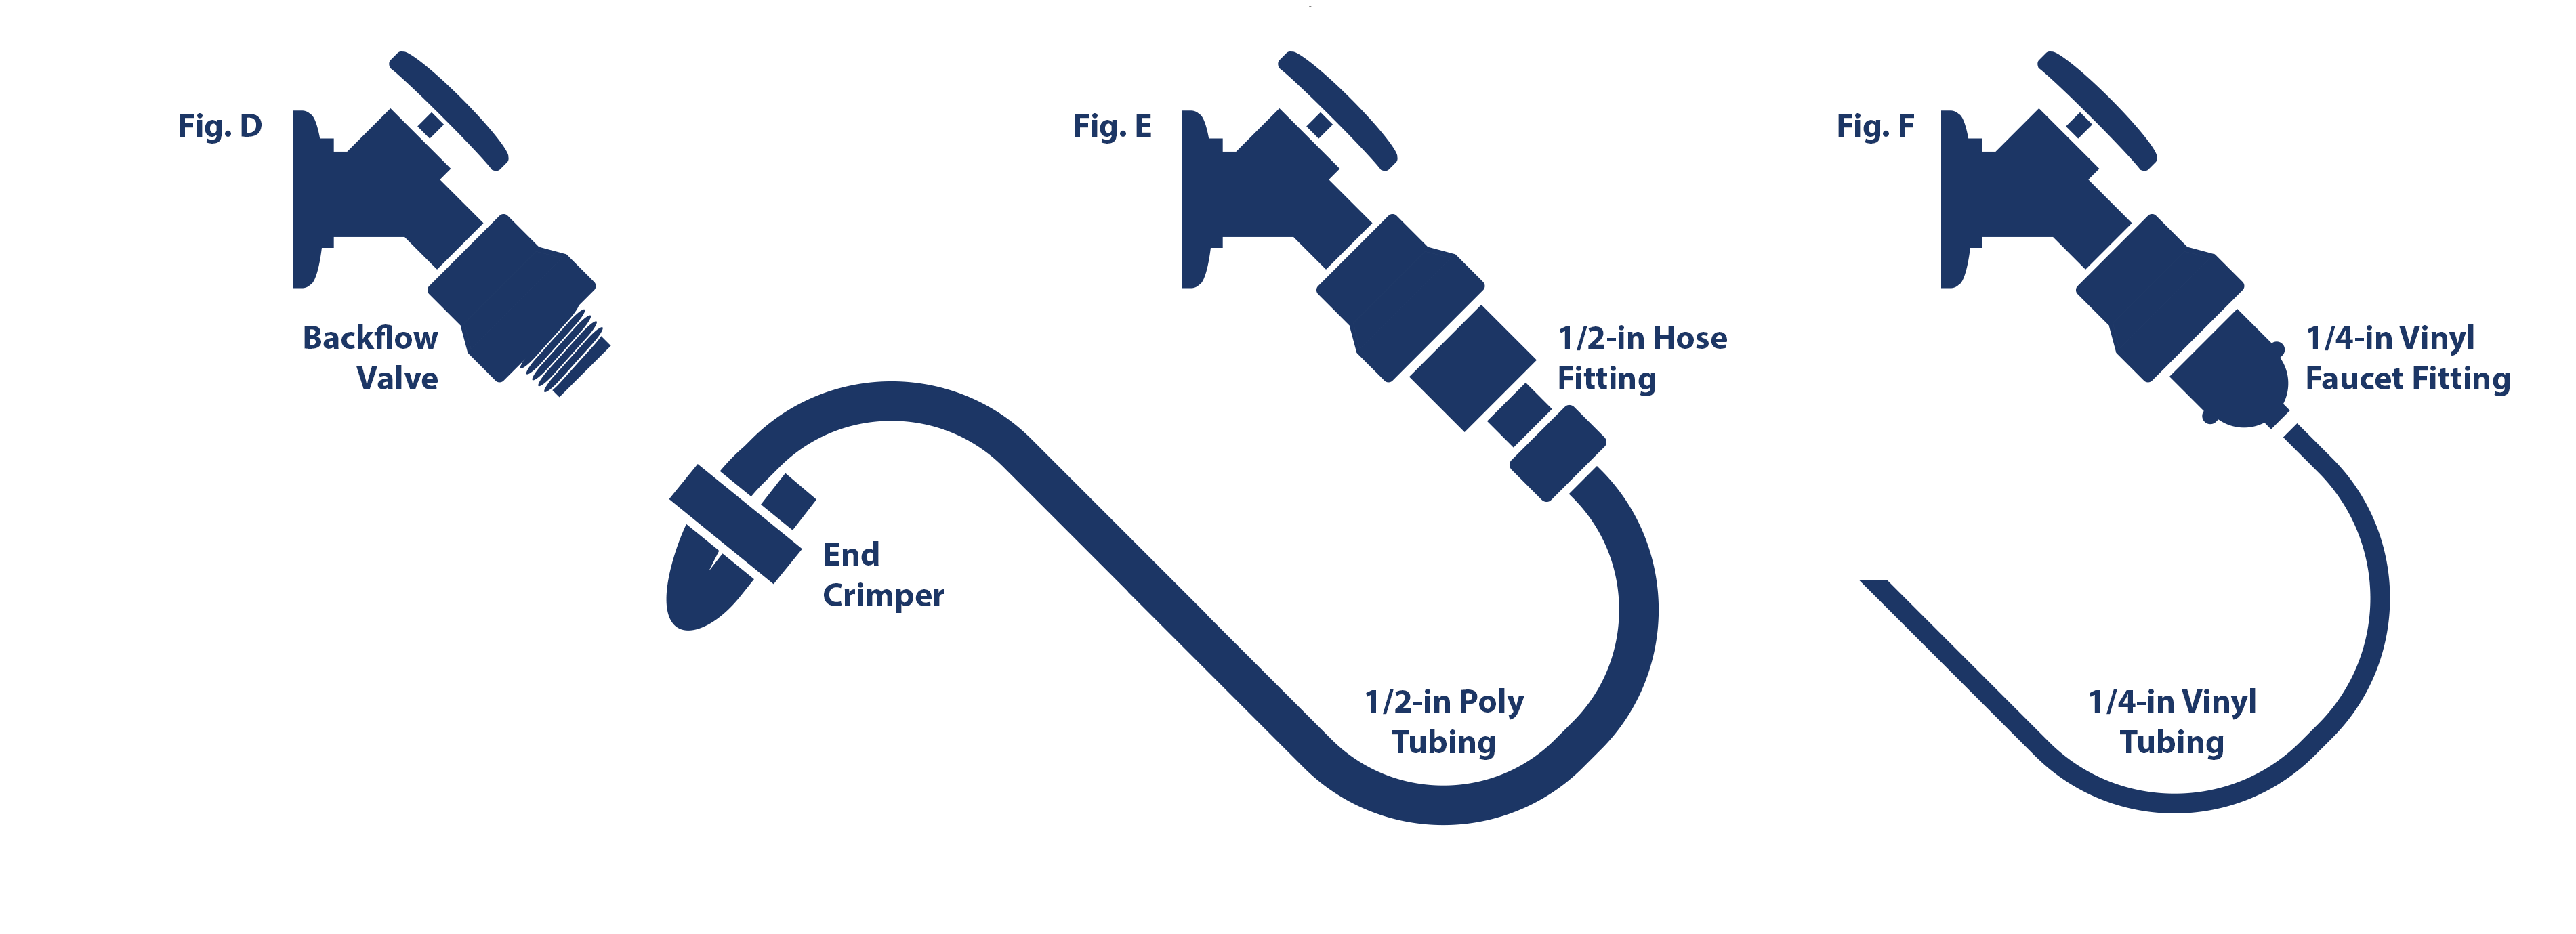 Fig. D
Backflow
Valve
Fig. E
1/2-in Hose
Fitting
End
Crimper
1/2-in Poly
Tubing
Fig. F
1/4-in Vinyl
Faucet Fitting
1/4-in Vinyl
Tubing